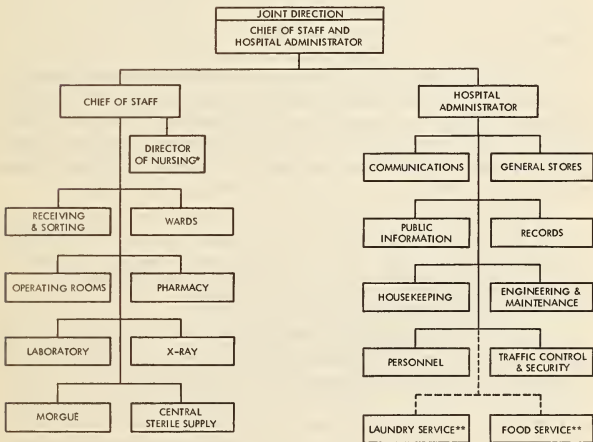 JOINT DIRECTION
CHIEF OF STAFF AND
HOSPITAL ADMINISTRATOR
CHIEF OF STAFF
HOSPITAL
ADMINISTRATOR
DIRECTOR
OF NURSING*
COMMUNICATIONS
GENERAL STORES
RECEIVING
& SORTING
WARDS
PUBLIC
INFORMATION
RECORDS
OPERATING ROOMS
PHARMACY
HOUSEKEEPING
ENGINEERING &
MAINTENANCE
LABORATORY
X-RAY
PERSONNEL
TRAFFIC CONTROL
& SECURITY
MORGUE
CENTRAL
STERILE SUPPLY
LAUNDRY SERVICE**
FOOD SERVICE**